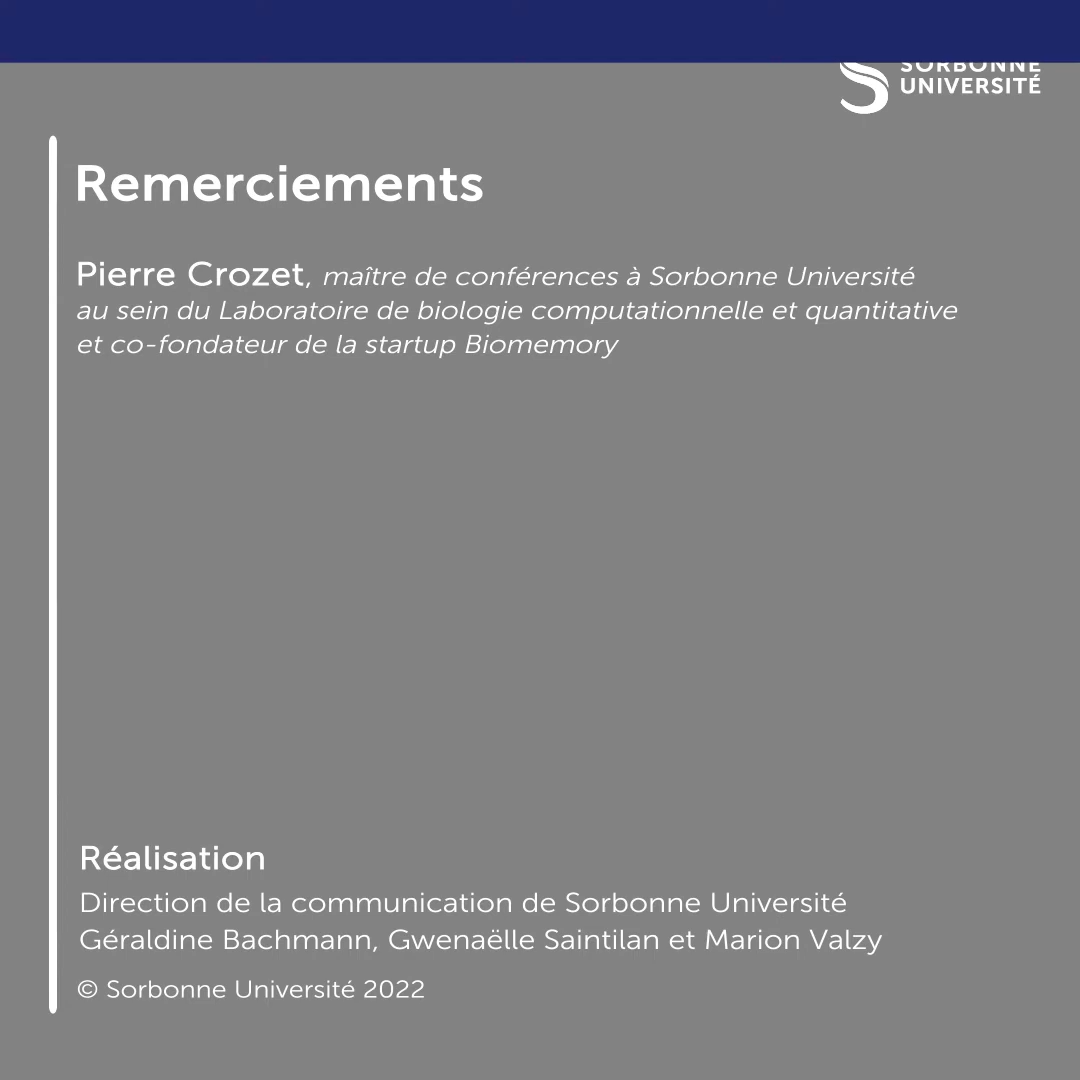 SORBONNE
UNIVERSITÉ
Remerciements
Pierre Crozet, maître de conférences à Sorbonne Université
au sein du Laboratoire de biologie computationnelle et quantitative
et co-fondateur de la startup Biomemory
Réalisation
Direction de la communication de Sorbonne Université
Géraldine Bachmann, Gwenaëlle Saintilan et Marion Valzy
© Sorbonne Université 2022